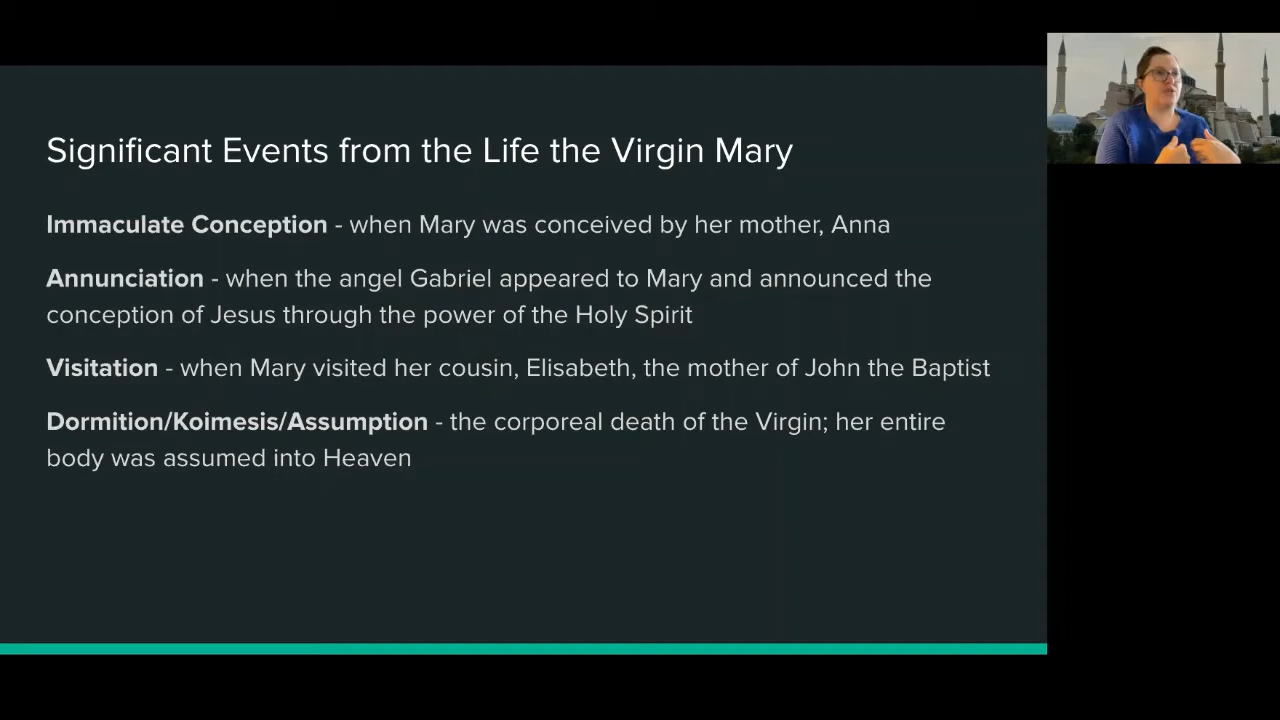 Significant Events from the Life the Virgin Mary
Immaculate Conception - when Mary was conceived by her mother, Anna
Annunciation - when the angel Gabriel appeared to Mary and announced the
conception of Jesus through the power of the Holy Spirit
Visitation - when Mary visited her cousin, Elisabeth, the mother of John the Baptist
Dormition/Koimesis/Assumption - the corporeal death of the Virgin; her entire
body was assumed into Heaven